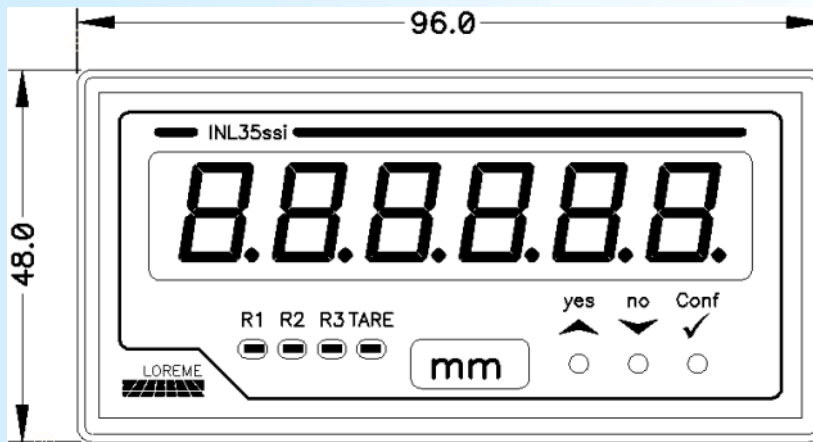 96.0
48.0
INL35ssi
8.8.8.8.8.8.
yes no Conf
R1 R2 R3 TARE
mm
LOREME